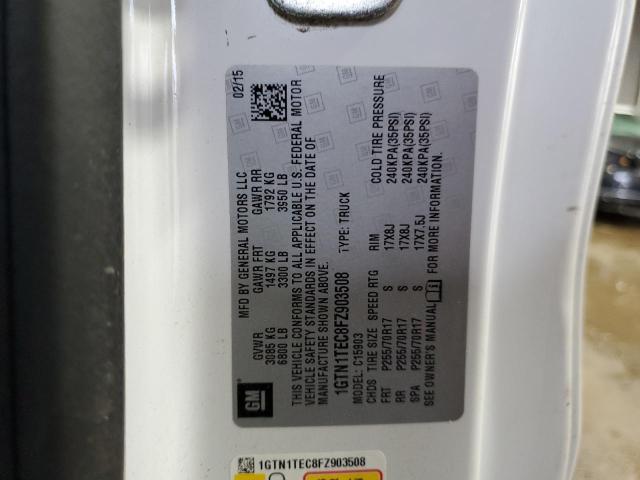 GM
MFD BY GENERAL MOTORS LLC 02/15
GVWR GAWR FRT GAWR RR
3085 KG 1497 KG 1792 KG
6800 LB 3300 LB 3950 LB
THIS VEHICLE CONFORMS TO ALL APPLICABLE U.S. FEDERAL MOTOR
VEHICLE SAFETY STANDARDS IN EFFECT ON THE DATE OF
MANUFACTURE SHOWN ABOVE.
1GTN1TEC8FZ903508 TYPE: TRUCK
MODEL: C15903
CHDS TIRE SIZE SPEED RTG RIM COLD TIRE PRESSURE
FRT P255/70R17 S 17X8J 240KPA(35PSI)
RR P255/70R17 S 17X8J 240KPA(35PSI)
SPA P255/70R17 S 17X7.5J 240KPA(35PSI)
SEE OWNER'S MANUAL FOR MORE INFORMATION.
1GTN1TEC8FZ903508